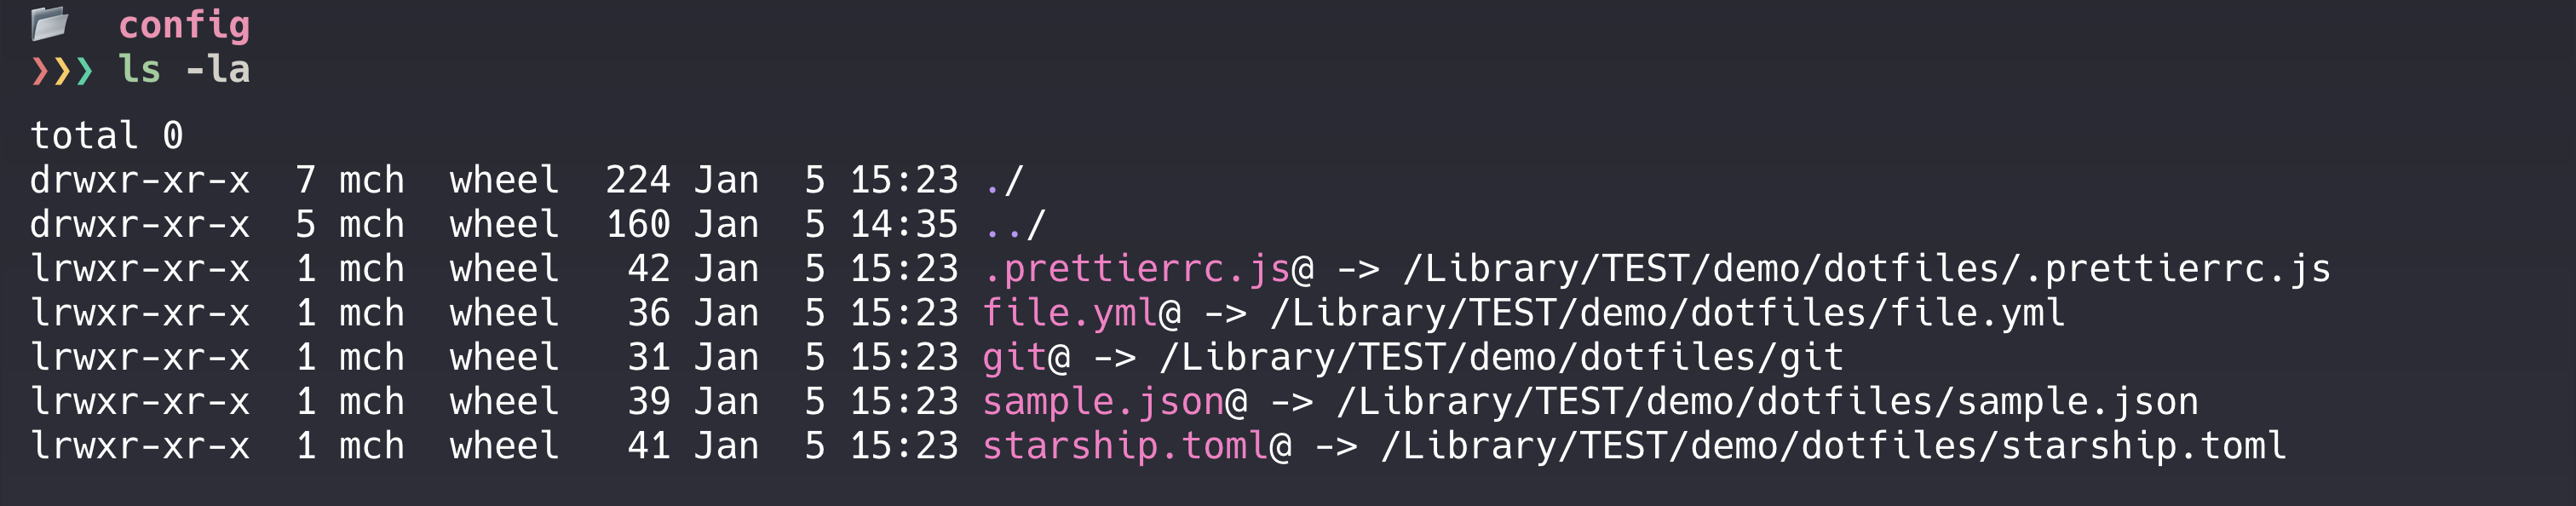 config
❯❯❯ ls -la
total 0
drwxr-xr-x  7 mch  wheel  224 Jan  5 15:23 ./
drwxr-xr-x  5 mch  wheel  160 Jan  5 14:35 ../
lrwxr-xr-x  1 mch  wheel   42 Jan  5 15:23 .prettierrc.js@ -> /Library/TEST/demo/dotfiles/.prettierrc.js
lrwxr-xr-x  1 mch  wheel   36 Jan  5 15:23 file.yml@ -> /Library/TEST/demo/dotfiles/file.yml
lrwxr-xr-x  1 mch  wheel   31 Jan  5 15:23 git@ -> /Library/TEST/demo/dotfiles/git
lrwxr-xr-x  1 mch  wheel   39 Jan  5 15:23 sample.json@ -> /Library/TEST/demo/dotfiles/sample.json
lrwxr-xr-x  1 mch  wheel   41 Jan  5 15:23 starship.toml@ -> /Library/TEST/demo/dotfiles/starship.toml